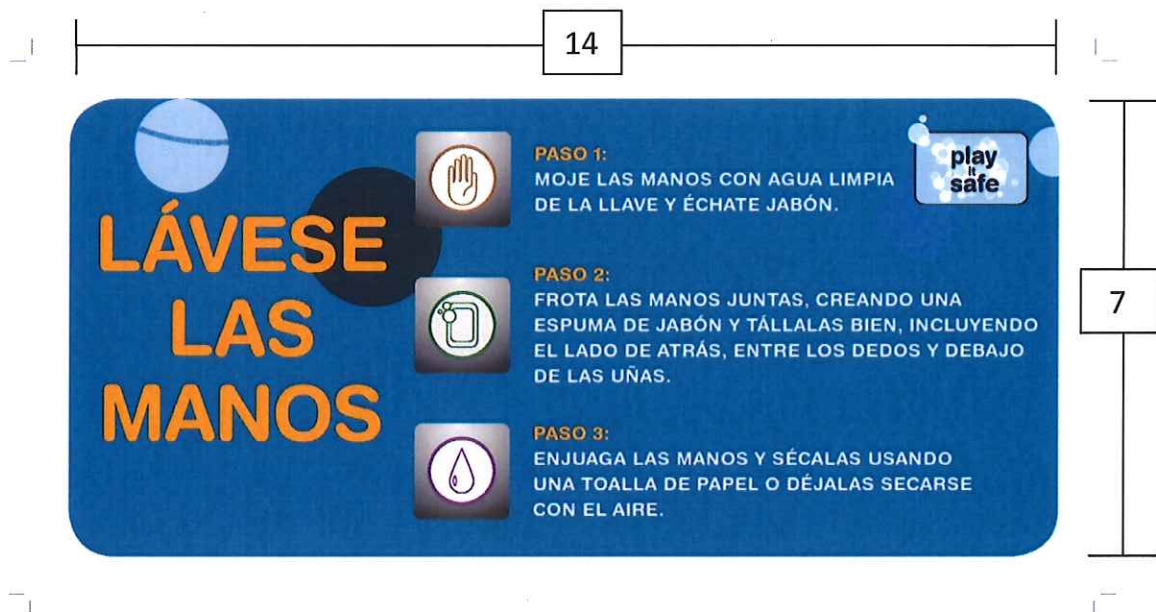 14
LÁVESE
LAS
MANOS
PASO 1:
MOJE LAS MANOS CON AGUA LIMPIA
DE LA LLAVE Y ÉCHATE JABÓN.
play
it
safe
PASO 2:
FROTA LAS MANOS JUNTAS, CREANDO UNA
ESPUMA DE JABÓN Y TÁLLALAS BIEN, INCLUYENDO
EL LADO DE ATRÁS, ENTRE LOS DEDOS Y DEBAJO
DE LAS UÑAS.
7
PASO 3:
ENJUAGA LAS MANOS Y SÉCALAS USANDO
UNA TOALLA DE PAPEL O DÉJALAS SECARSE
CON EL AIRE.